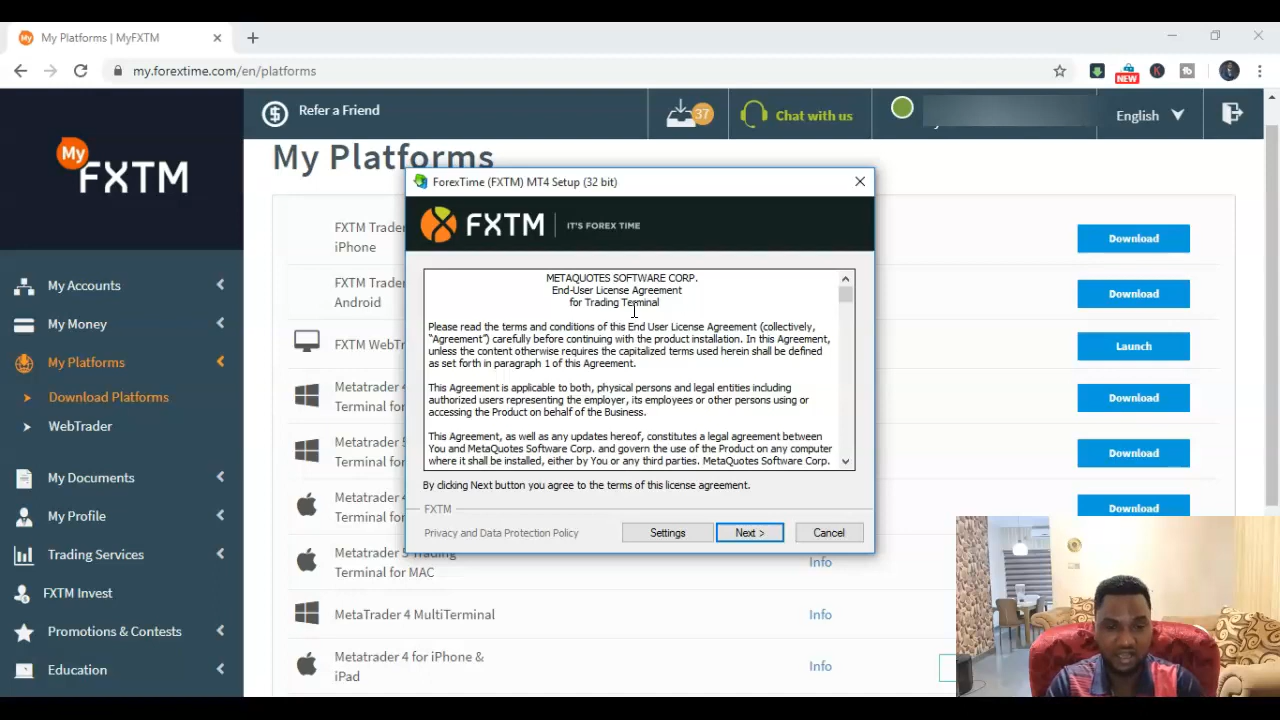 My Platforms | MyFXTM
my.forextime.com/en/platforms
NEW
K
My
FXTM
Refer a Friend
37
Chat with us
English
My Accounts
My Money
My Platforms
Download Platforms
WebTrader
My Documents
My Profile
Trading Services
FXTM Invest
Promotions & Contests
Education
My Platforms
FXTM Trader
iPhone
Download
FXTM Trade
Android
Download
FXTM WebTr
Launch
Metatrader 4
Terminal for
Download
Metatrader 5
Terminal for
Download
Metatrader 4
Terminal for
Download
Metatrader 5 Trading
Terminal for MAC
Info
MetaTrader 4 MultiTerminal
Info
Metatrader 4 for iPhone &
iPad
Info
ForexTime (FXTM) MT4 Setup (32 bit)
FXTM
IT'S FOREX TIME
METAQUOTES SOFTWARE CORP.
End-User License Agreement
for Trading Terminal
Please read the terms and conditions of this End User License Agreement (collectively,
"Agreement") carefully before continuing with the product installation. In this Agreement,
unless the content otherwise requires the capitalized terms used herein shall be defined
as set forth in paragraph 1 of this Agreement.
This Agreement is applicable to both, physical persons and legal entities including
authorized users representing the employer, its employees or other persons using or
accessing the Product on behalf of the Business.
This Agreement, as well as any updates hereof, constitutes a legal agreement between
You and MetaQuotes Software Corp. and govern the use of the Product on any computer
where it shall be installed, either by You or any third parties. MetaQuotes Software Corp.
By clicking Next button you agree to the terms of this license agreement.
FXTM
Privacy and Data Protection Policy
Settings
Next >
Cancel